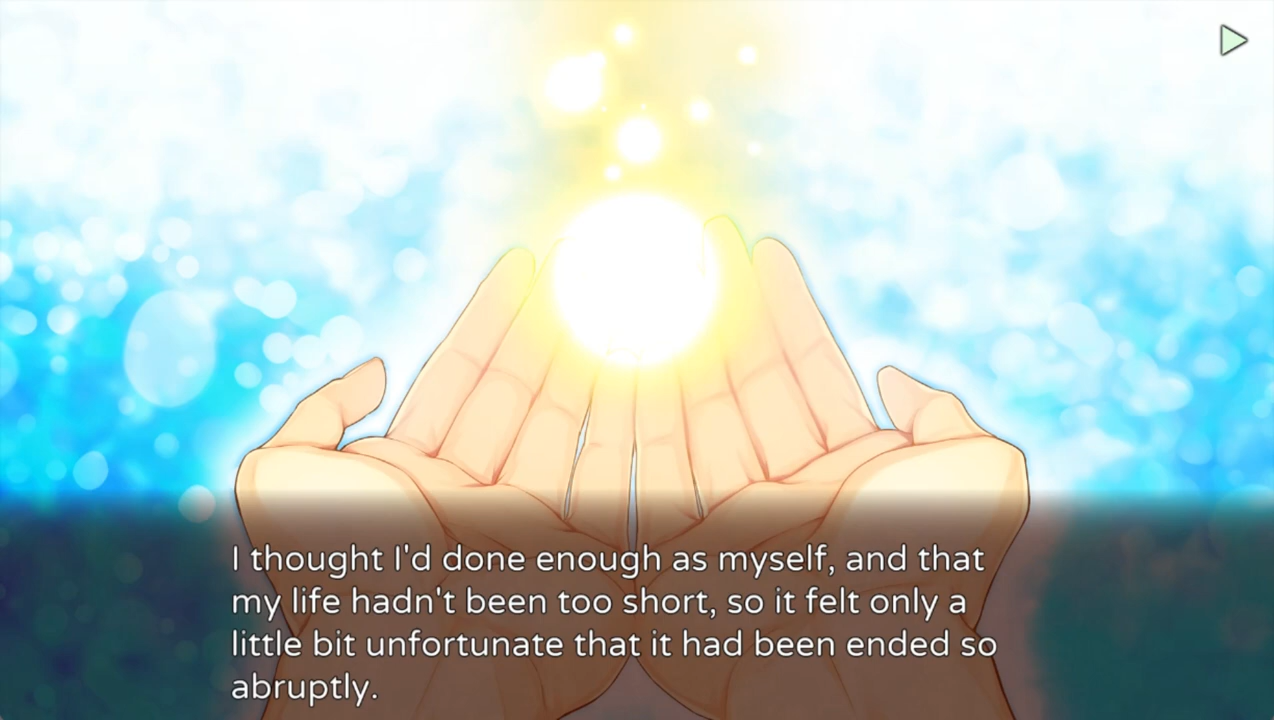 I thought I'd done enough as myself, and that
my life hadn't been too short, so it felt only a
little bit unfortunate that it had been ended so
abruptly.